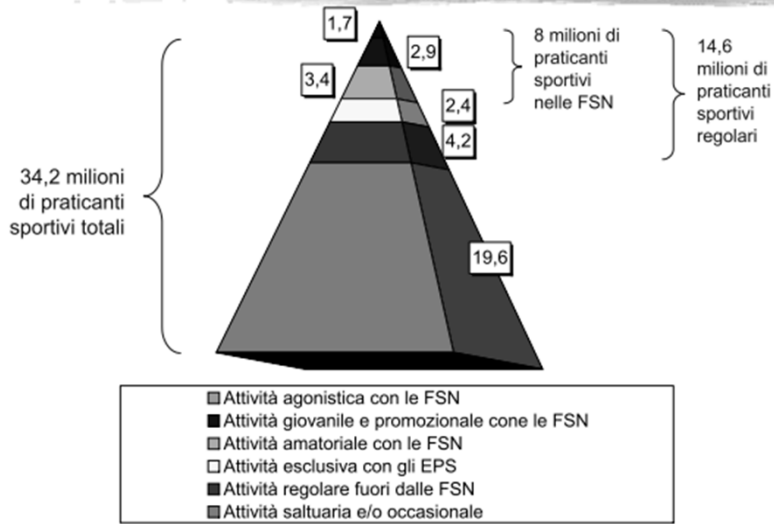 1,7
2,9
3,4
2,4
4,2
19,6
8 milioni di
praticanti
sportivi
nelle FSN
14,6
milioni di
praticanti
sportivi
regolari
34,2 milioni
di praticanti
sportivi totali
Attività agonistica con le FSN
Attività giovanile e promozionale cone le FSN
Attività amatoriale con le FSN
Attività esclusiva con gli EPS
Attività regolare fuori dalle FSN
Attività saltuaria e/o occasionale